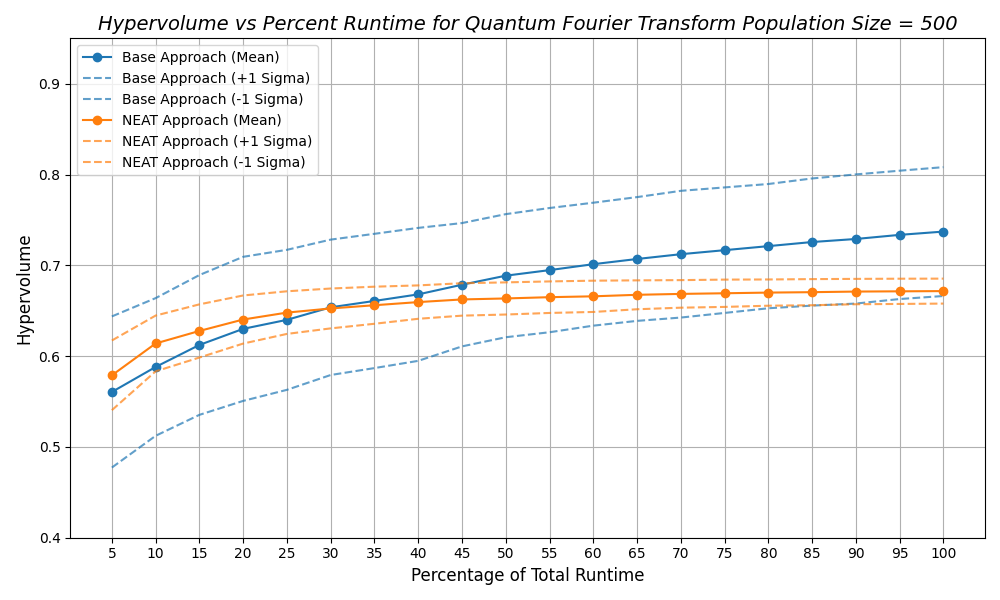 Hypervolume vs Percent Runtime for Quantum Fourier Transform Population Size = 500
Base Approach (Mean)
Base Approach (+1 Sigma)
Base Approach (-1 Sigma)
NEAT Approach (Mean)
NEAT Approach (+1 Sigma)
NEAT Approach (-1 Sigma)
Hypervolume
0.9
0.8
0.7
0.6
0.5
0.4
5 10 15 20 25 30 35 40 45 50 55 60 65 70 75 80 85 90 95 100
Percentage of Total Runtime